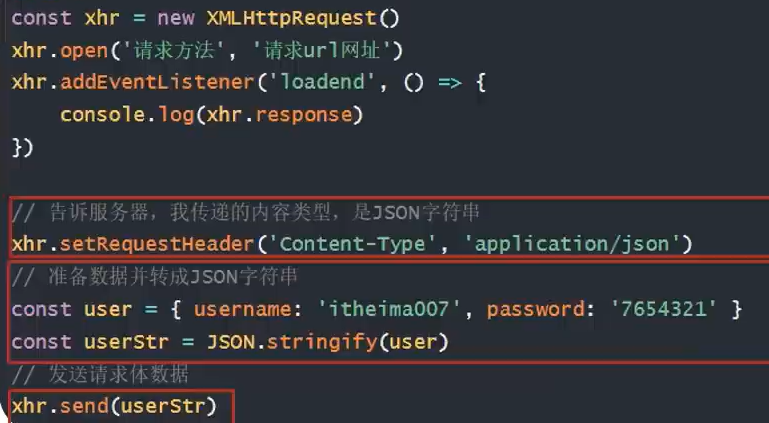 const xhr = new XMLHttpRequest()
xhr.open('请求方法', '请求url网址')
xhr.addEventListener('loadend', () => {
    console.log(xhr.response)
})

// 告诉服务器，我传递的内容类型，是JSON字符串
xhr.setRequestHeader('Content-Type', 'application/json')
// 准备数据并转成JSON字符串
const user = { username: 'itheima007', password: '7654321' }
const userStr = JSON.stringify(user)
// 发送请求体数据
xhr.send(userStr)